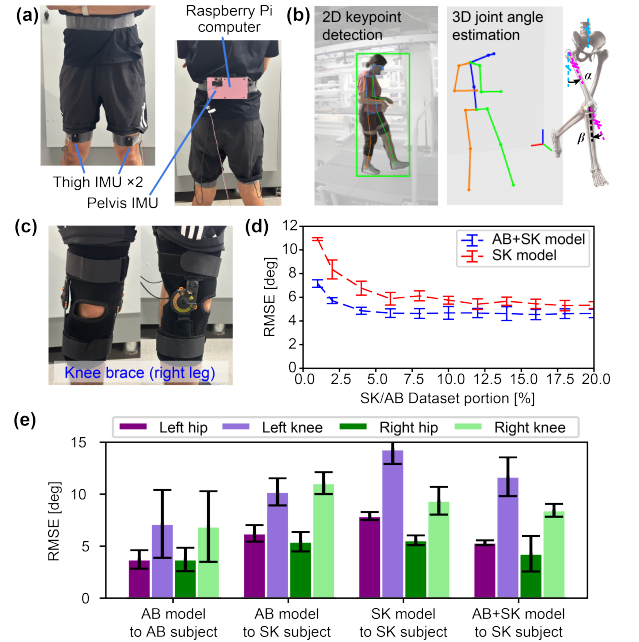 (a)
Raspberry Pi
computer
Thigh IMU ×2
Pelvis IMU
(b)
2D keypoint
detection
3D joint angle
estimation
α
β
(c)
Knee brace (right leg)
(d)
RMSE [deg]
12
10
8
6
4
2
0
AB+SK model
SK model
0.0 2.5 5.0 7.5 10.0 12.5 15.0 17.5 20.0
SK/AB Dataset portion [%]
(e)
Left hip Left knee Right hip Right knee
RMSE [deg]
15
10
5
0
AB model
to AB subject
AB model
to SK subject
SK model
to SK subject
AB+SK model
to SK subject